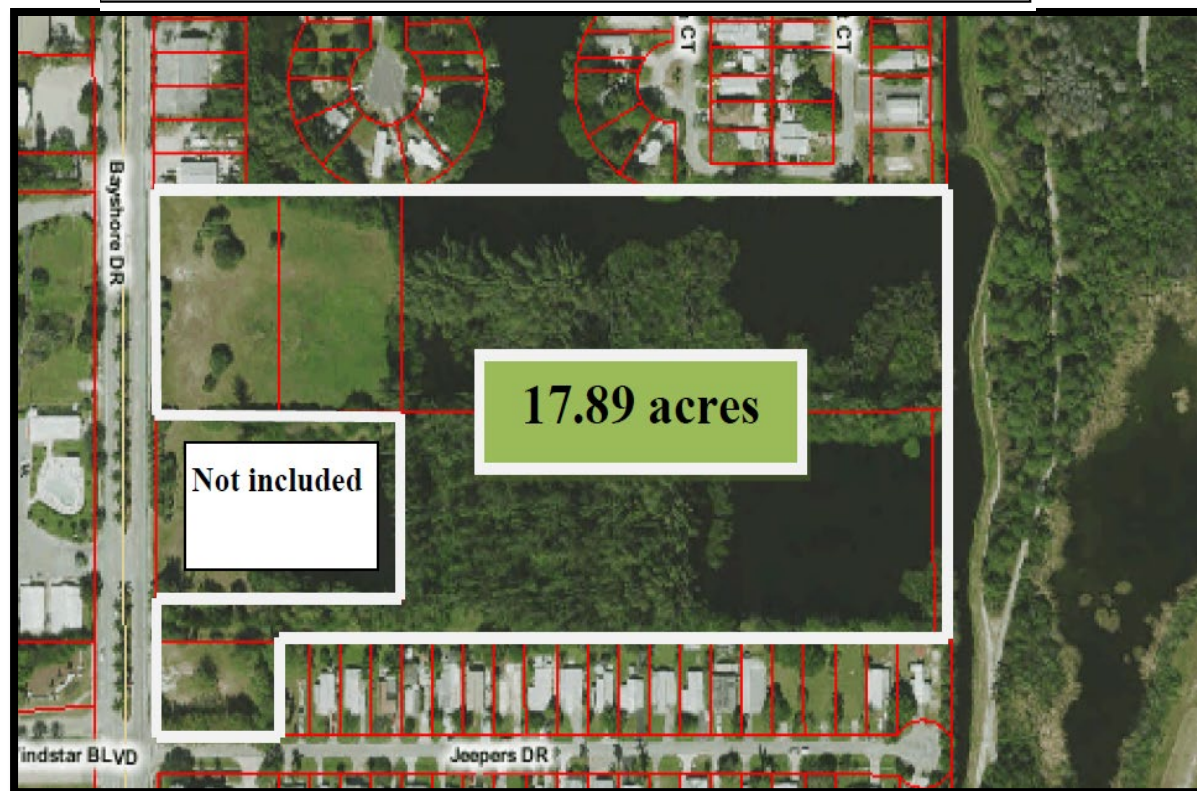 CT
CT
Bayshore DR
17.89 acres
Not included
indstar BLVD
Jeepers DR